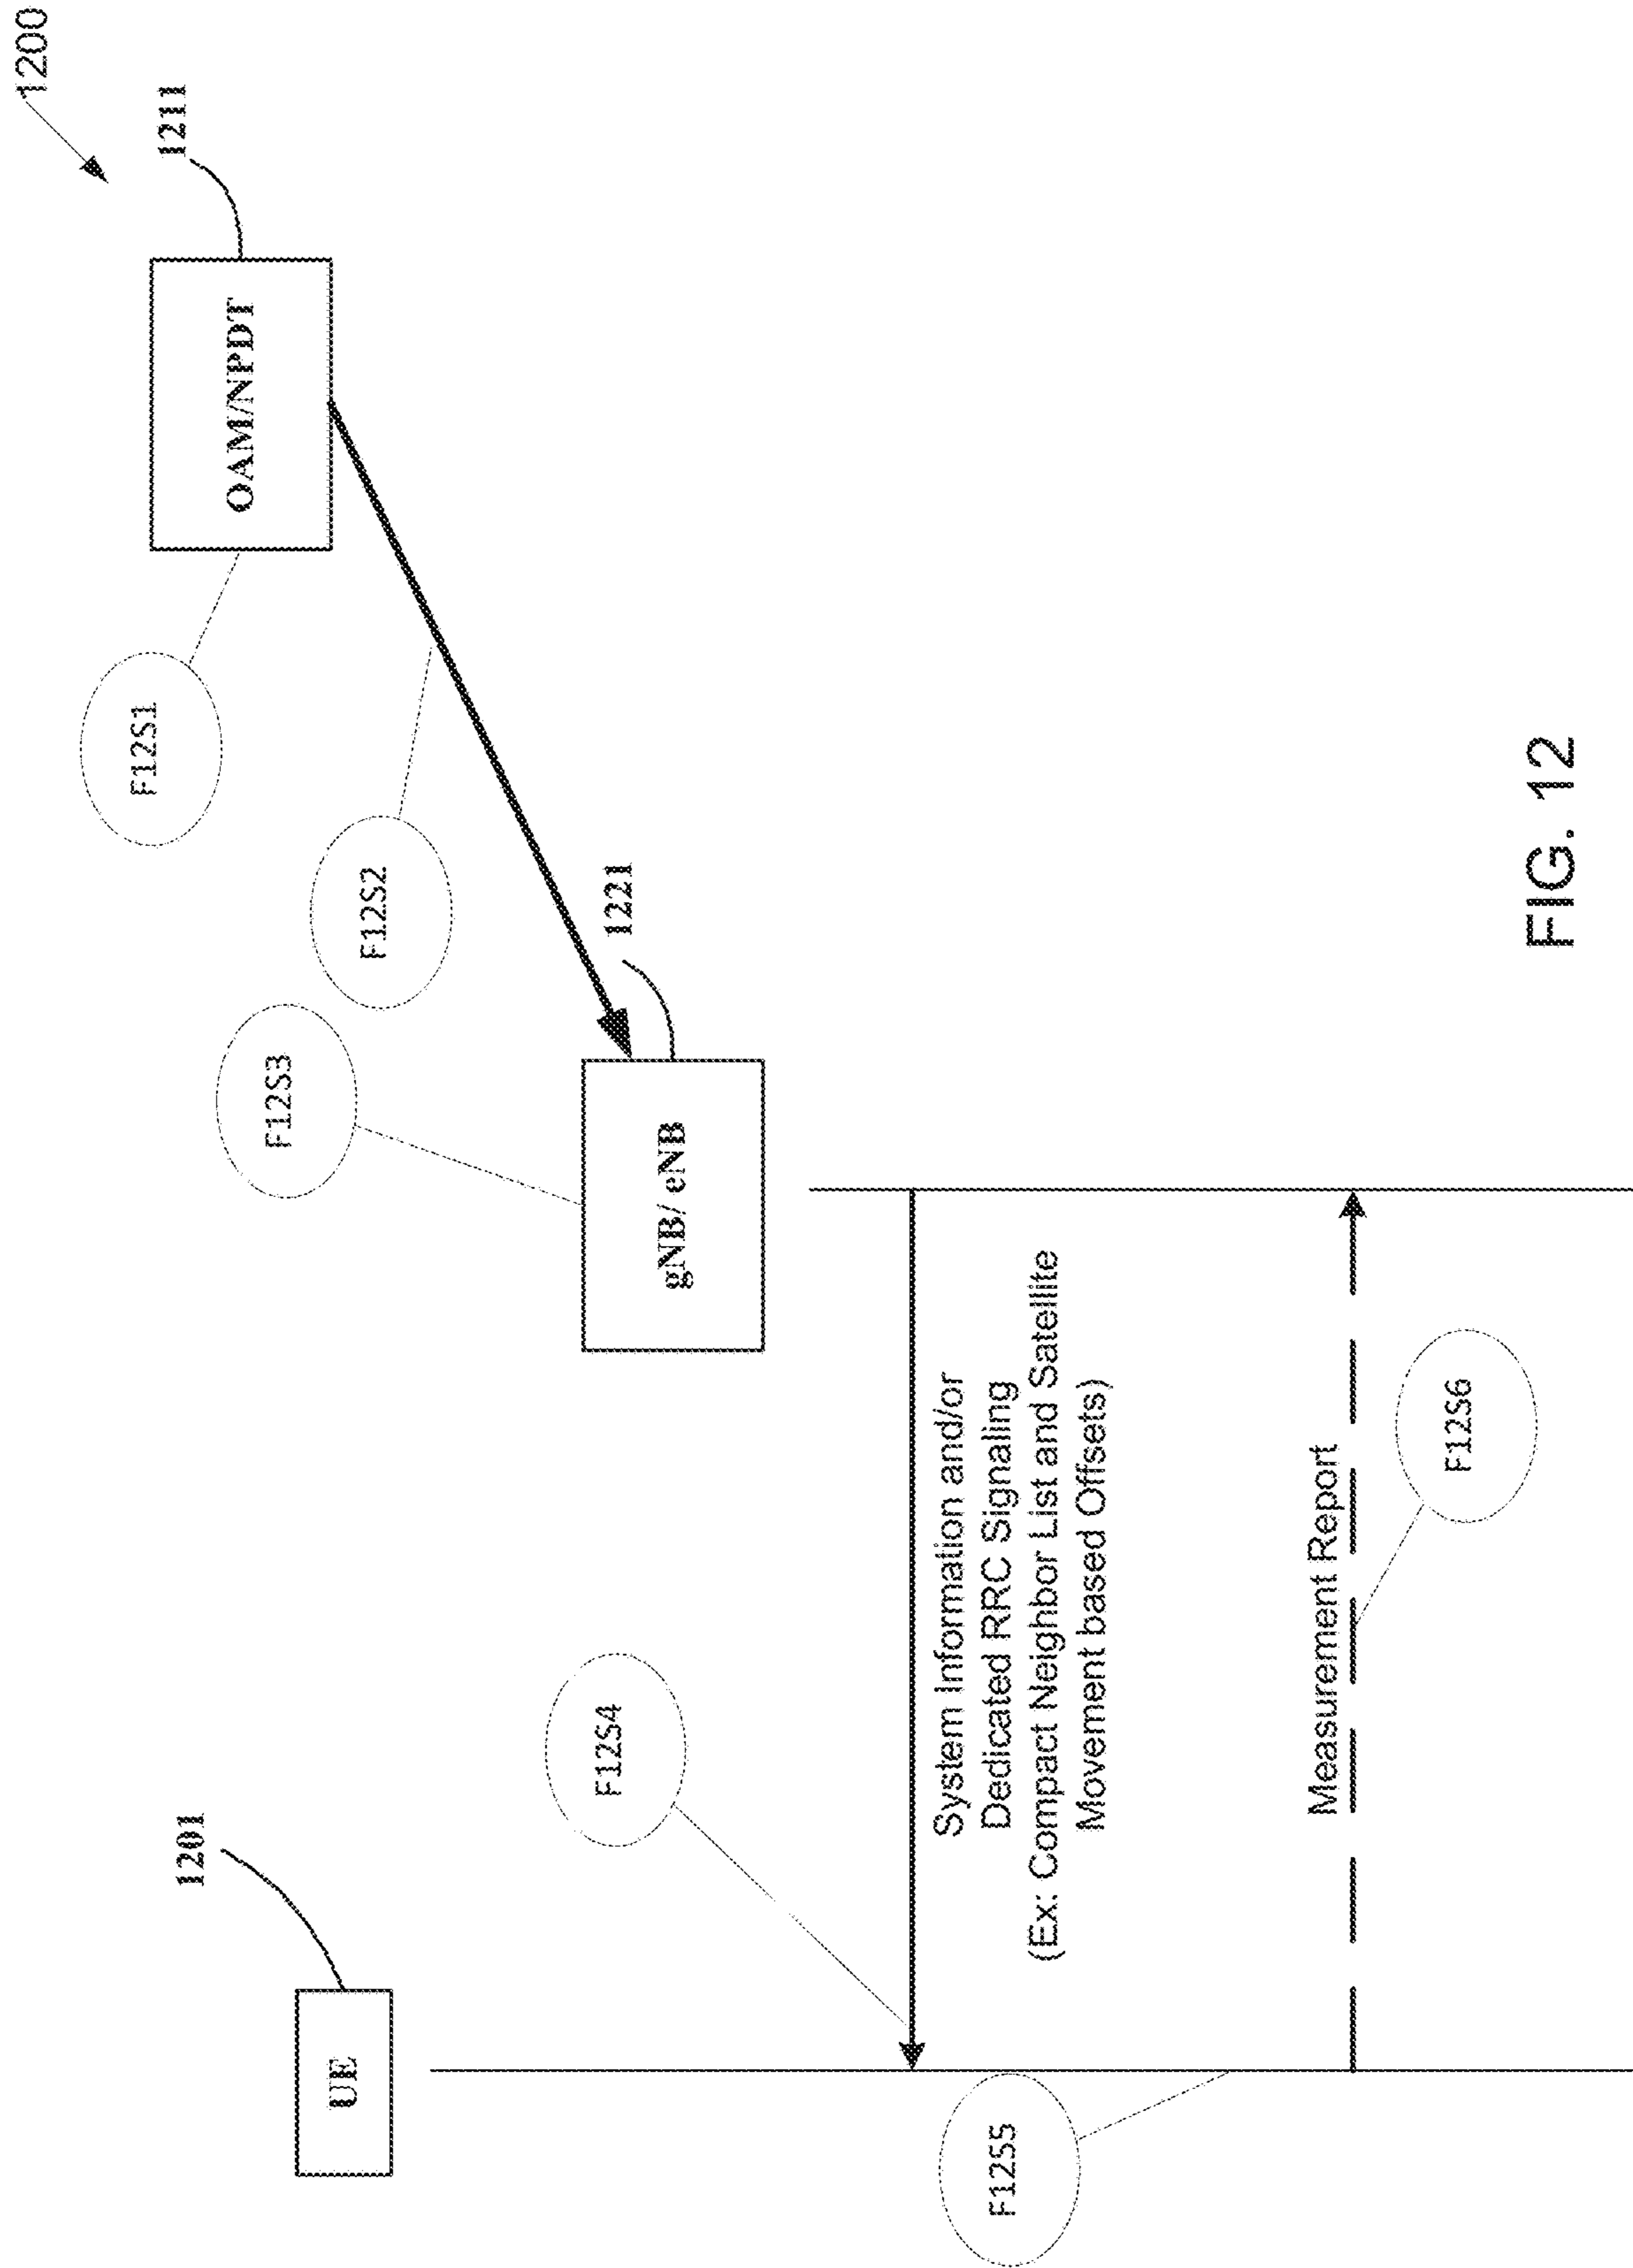 1200
1211
OAM/NPDT
F12S1
F12S2
F12S3
1221
gNB/ eNB
1201
UE
F12S4
System Information and/or
Dedicated RRC Signaling
(Ex: Compact Neighbor List and Satellite
Movement based Offsets)
F12S5
Measurement Report
F12S6
FIG. 12